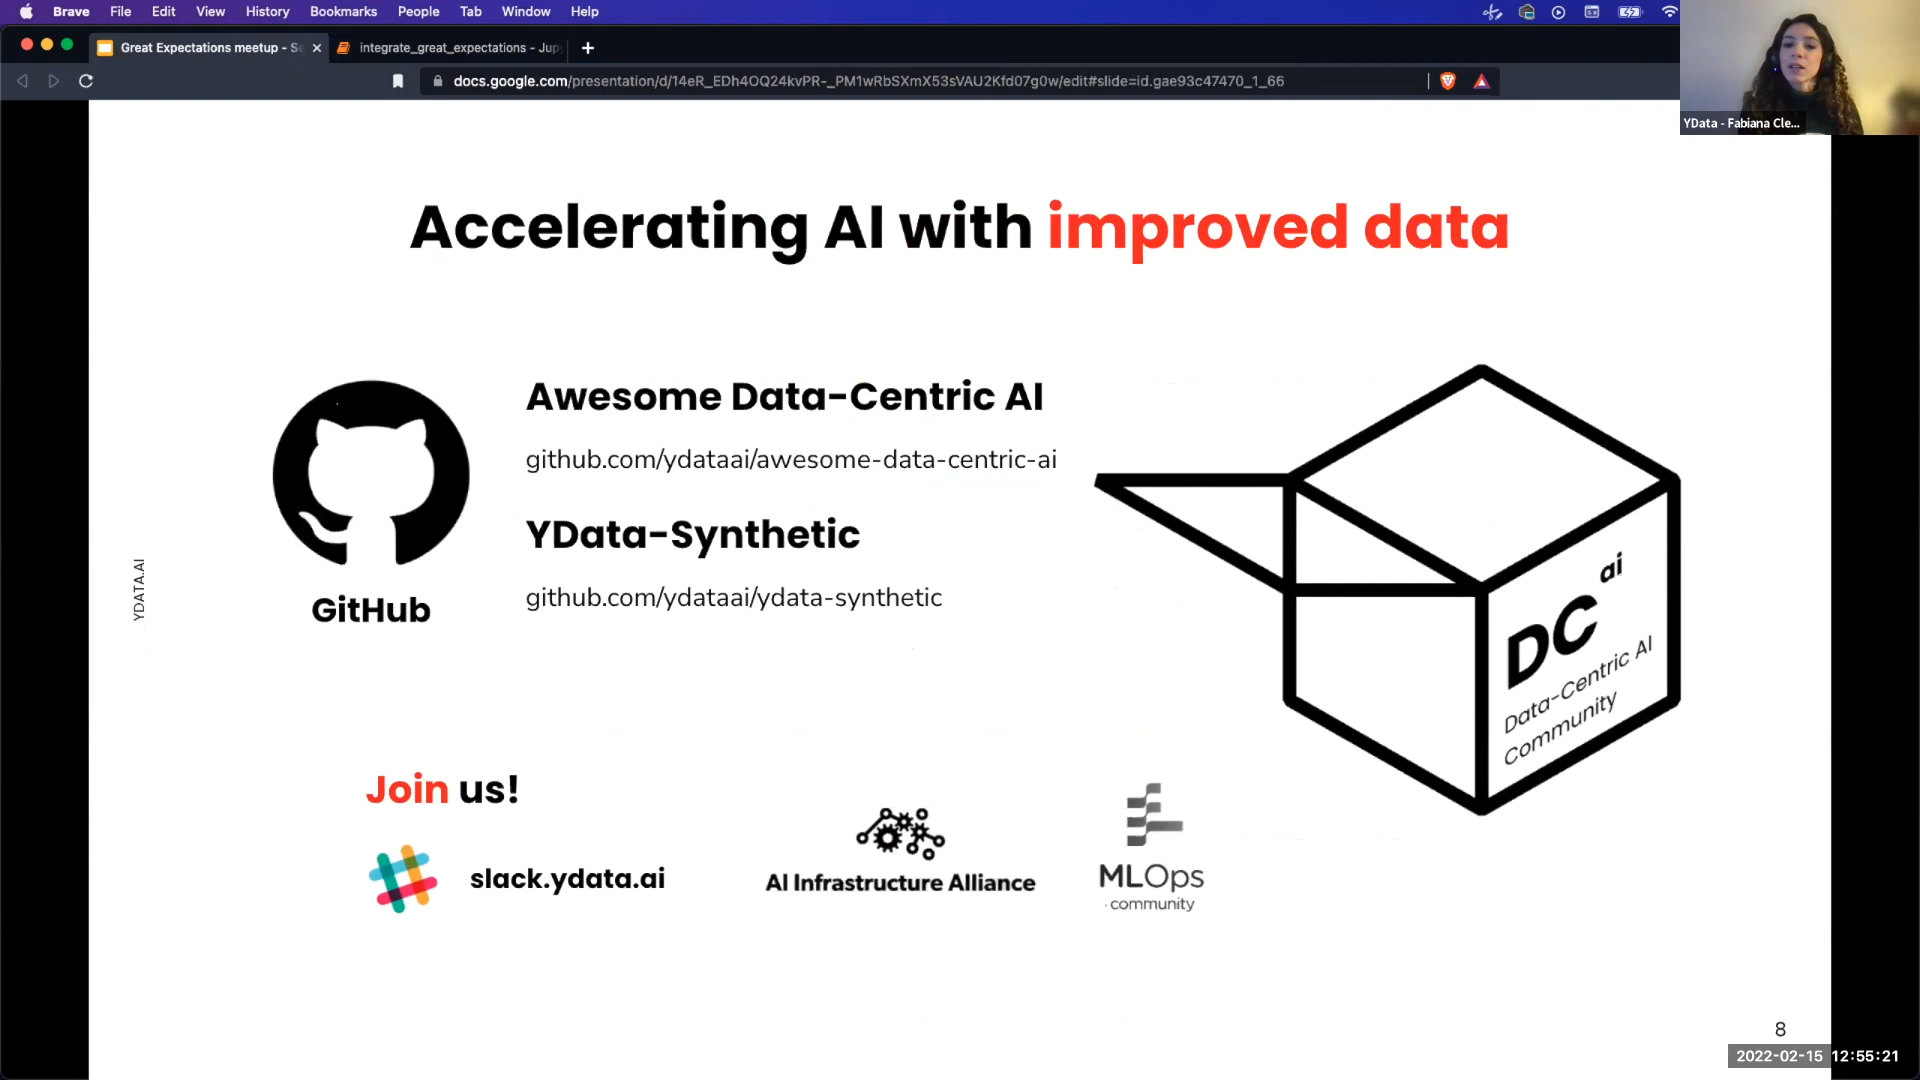 Brave File Edit View History Bookmarks People Tab Window Help
Great Expectations meetup - Se
integrate_great_expectations - Jup
docs.google.com/presentation/d/14eR_EDh4OQ24kvPR-_PM1wRbSXmX53sVAU2Kfd07g0w/edit#slide=id.gae93c47470_1_66
YData - Fabiana Cle...
Accelerating AI with improved data
Awesome Data-Centric AI
github.com/ydataai/awesome-data-centric-ai
YData-Synthetic
github.com/ydataai/ydata-synthetic
GitHub
YDATA.AI
DC ai
Data-Centric AI
Community
Join us!
slack.ydata.ai
AI Infrastructure Alliance
MLOps
community
8
2022-02-15 12:55:21